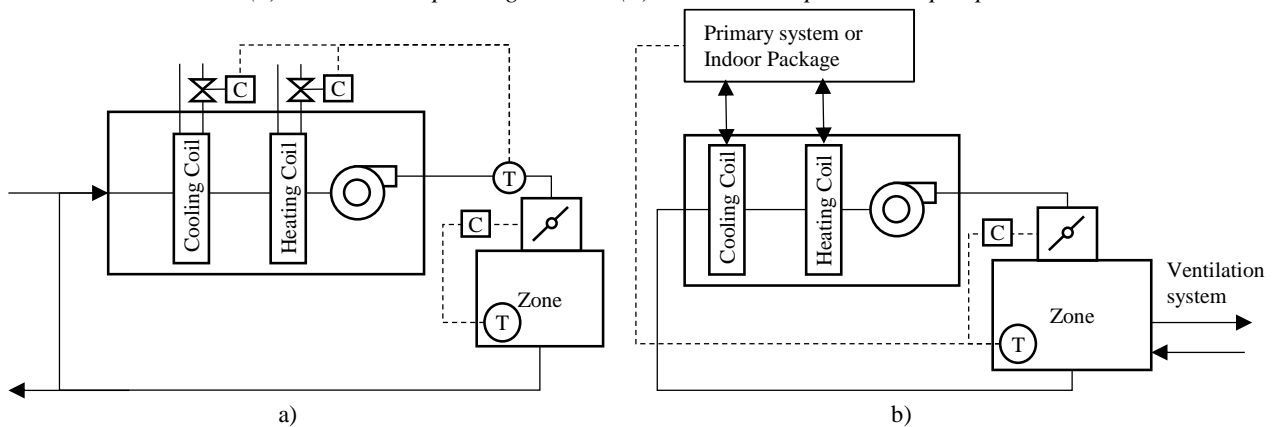 Primary system or
Indoor Package
C
C
Cooling Coil
Heating Coil
T
C
Zone
T
a)
Cooling Coil
Heating Coil
C
Zone
T
Ventilation
system
b)